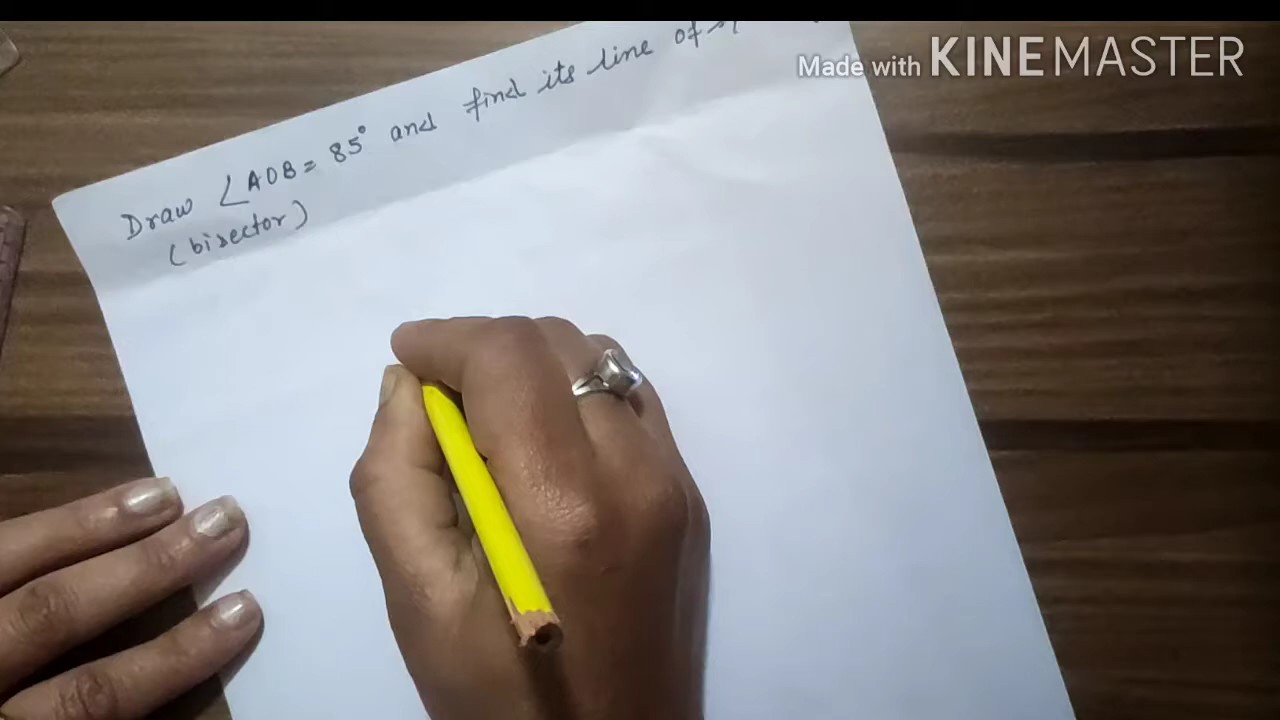 Draw ∠AOB = 85° and find its line of
(bisector)
Made with KINEMASTER